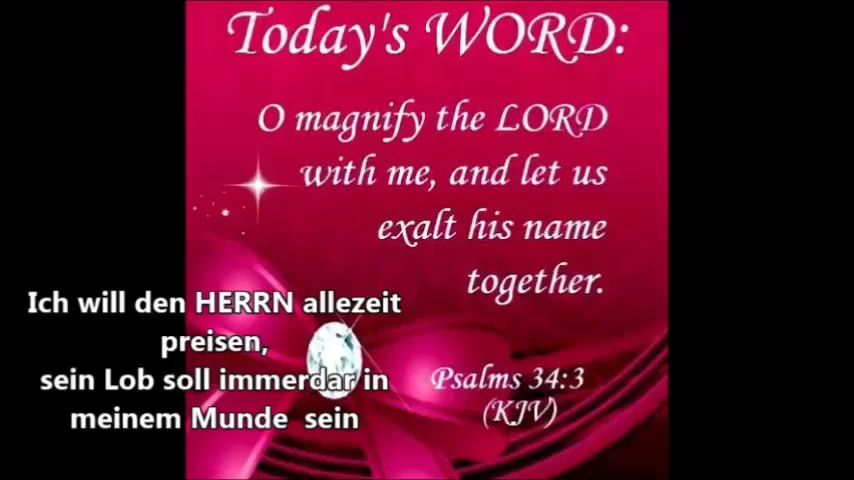 Today's WORD:
O magnify the LORD
with me, and let us
exalt his name
together.
Psalms 34:3
(KJV)
Ich will den HERRN allezeit
preisen,
sein Lob soll immerdar in
meinem Munde sein